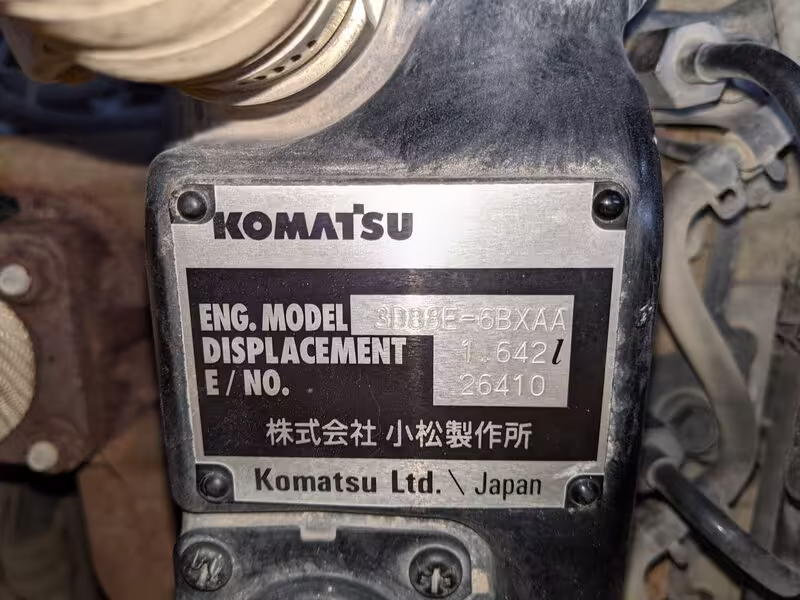 KOMATSU
ENG. MODEL 3D88E-6BXAA
DISPLACEMENT 1.642 l
E / NO. 26410
株式会社 小松製作所
Komatsu Ltd. \ Japan